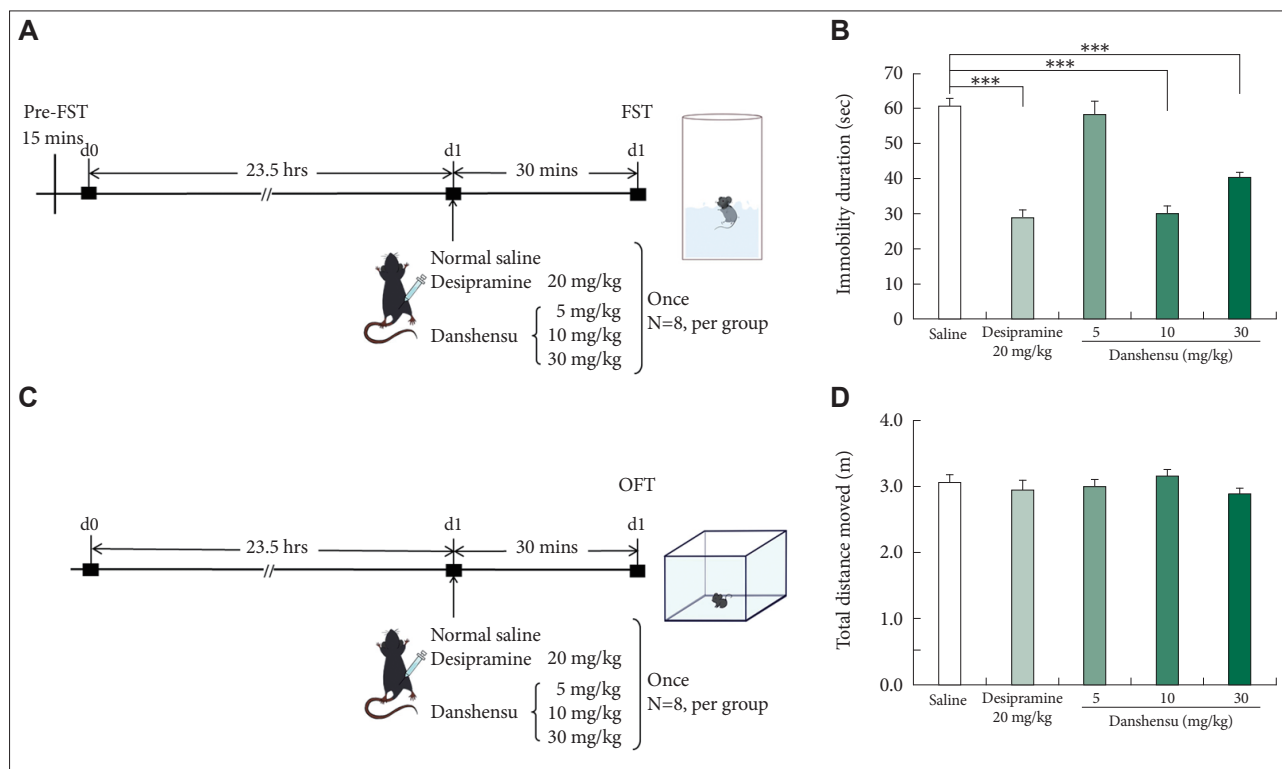 A
Pre-FST
15 mins
d0
23.5 hrs
d1
30 mins
FST
d1
Normal saline
Desipramine 20 mg/kg
Danshensu { 5 mg/kg
10 mg/kg
30 mg/kg
Once
N=8, per group
B
Immobility duration (sec)
70
60
50
40
30
20
10
0
***
***
***
Saline
Desipramine
20 mg/kg
5
10
30
Danshensu (mg/kg)
C
d0
23.5 hrs
d1
30 mins
OFT
d1
Normal saline
Desipramine 20 mg/kg
Danshensu { 5 mg/kg
10 mg/kg
30 mg/kg
Once
N=8, per group
D
Total distance moved (m)
4.0
3.0
2.0
1.0
0.0
Saline
Desipramine
20 mg/kg
5
10
30
Danshensu (mg/kg)